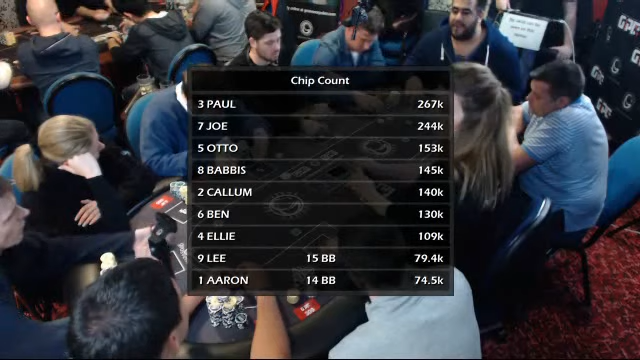 Chip Count
3 PAUL 267k
7 JOE 244k
5 OTTO 153k
8 BABBIS 145k
2 CALLUM 140k
6 BEN 130k
4 ELLIE 109k
9 LEE 15 BB 79.4k
1 AARON 14 BB 74.5k